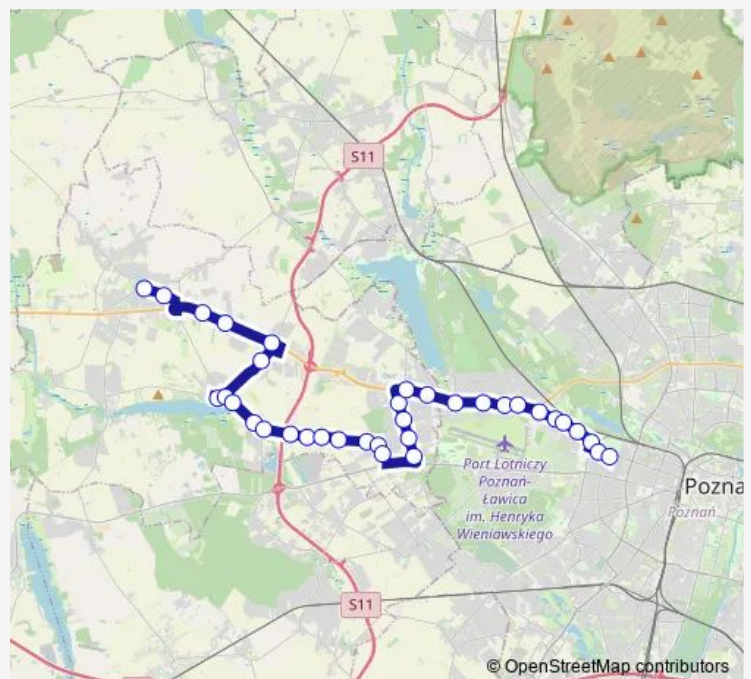 S11
Port Lotniczy
Poznań-
Ławica
im. Henryka
Wieniawskiego
Pozna
Poznań
S11
© OpenStreetMap contributors